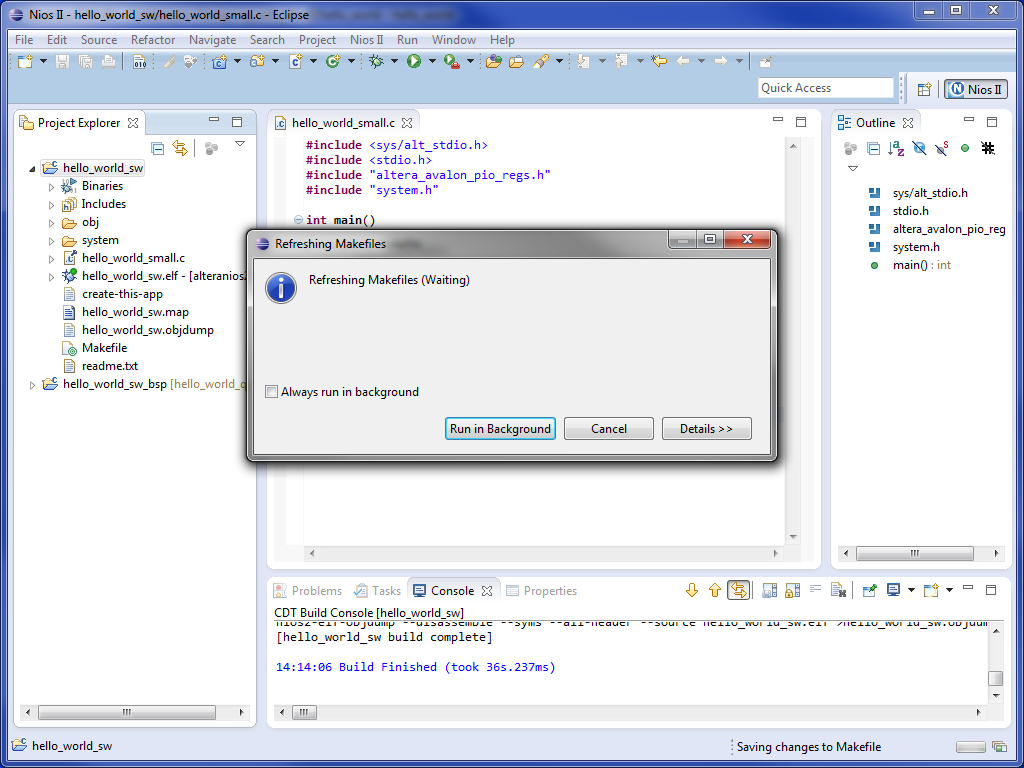 Nios II - hello_world_sw/hello_world_small.c - Eclipse
File Edit Source Refactor Navigate Search Project Nios II Run Window Help
Quick Access
Nios II
Project Explorer
hello_world_sw
Binaries
Includes
obj
system
hello_world_small.c
hello_world_sw.elf - [alteranios2
create-this-app
hello_world_sw.map
hello_world_sw.objdump
Makefile
readme.txt
hello_world_sw_bsp [hello_world_q
hello_world_small.c
#include <sys/alt_stdio.h>
#include <stdio.h>
#include "altera_avalon_pio_regs.h"
#include "system.h"
int main()
Outline
sys/alt_stdio.h
stdio.h
altera_avalon_pio_reg
system.h
main() : int
Refreshing Makefiles
Refreshing Makefiles (Waiting)
Always run in background
Run in Background Cancel Details >>
Problems Tasks Console Properties
CDT Build Console [hello_world_sw]
nios2-elf-objdump --disassemble --syms --all-header --source hello_world_sw.elf >hello_world_sw.objdum
[hello_world_sw build complete]
14:14:06 Build Finished (took 36s.237ms)
hello_world_sw
Saving changes to Makefile